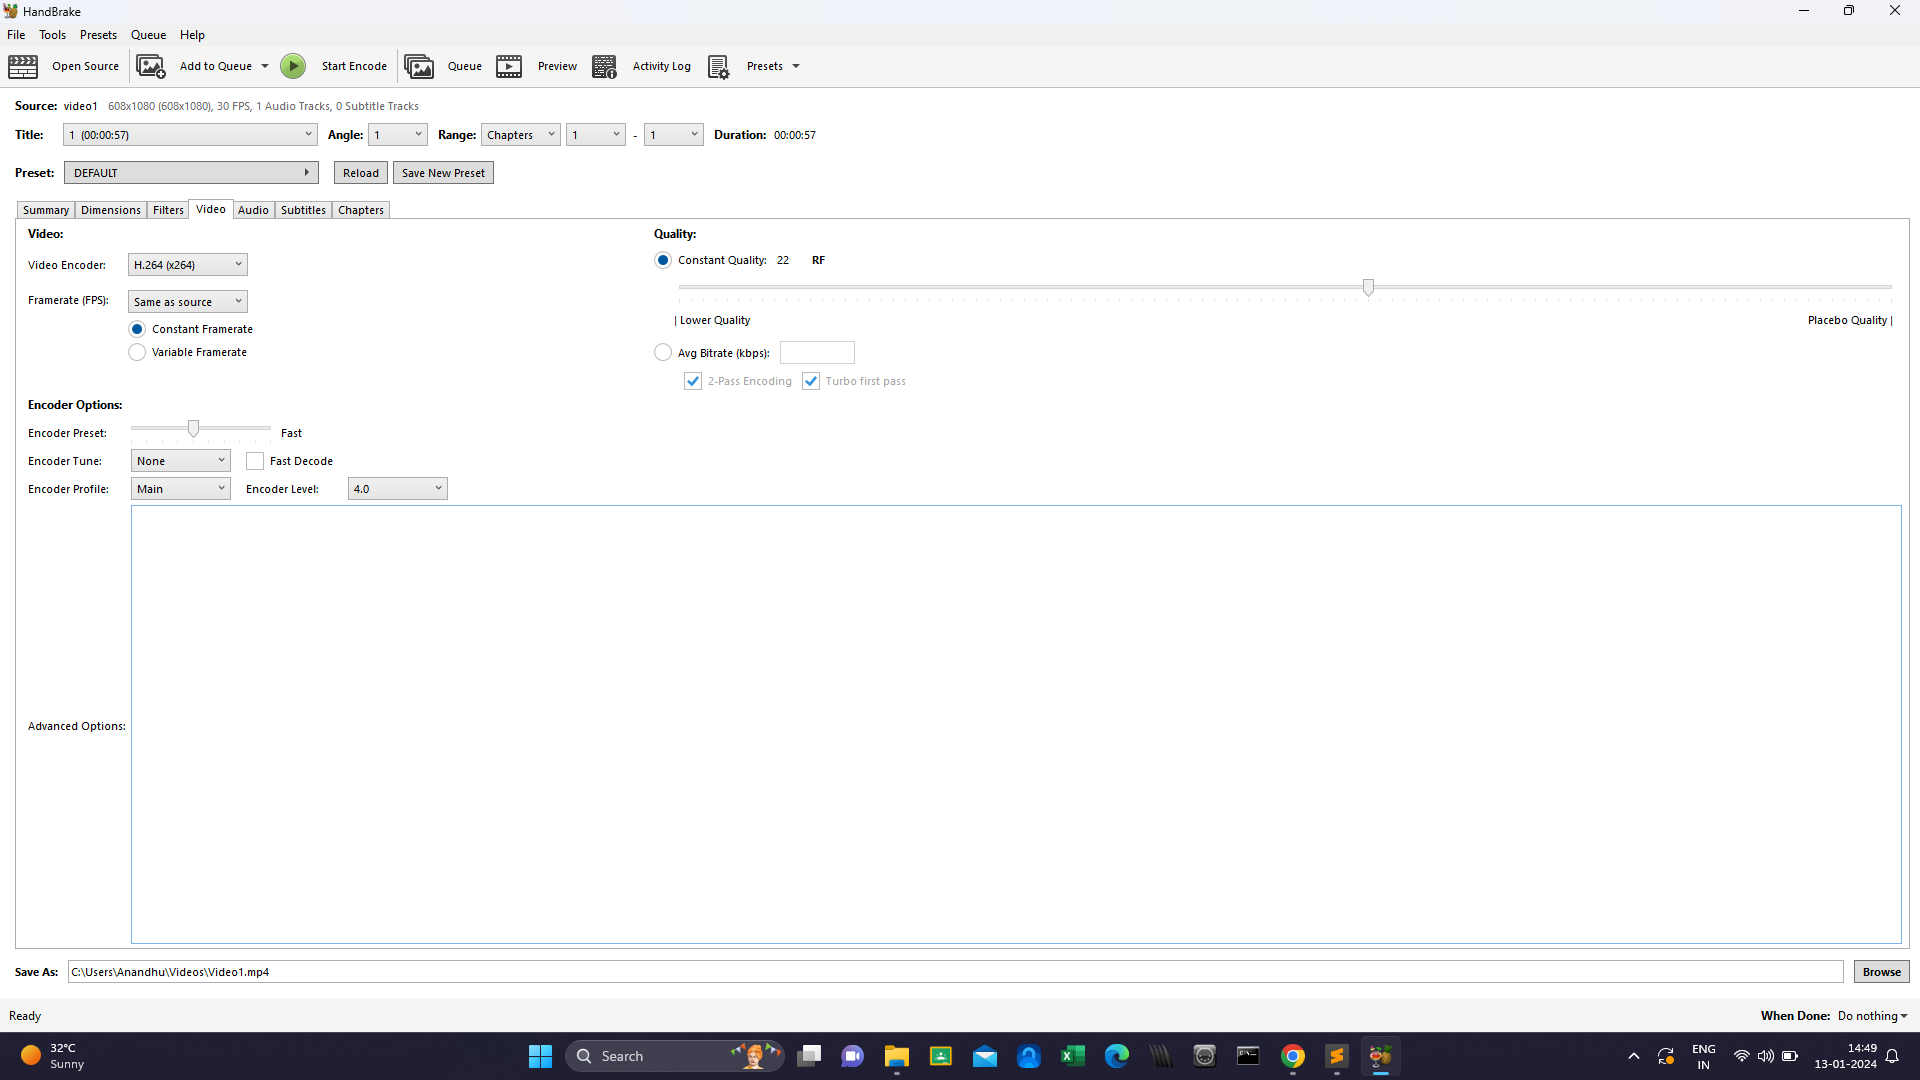 HandBrake
File Tools Presets Queue Help
Open Source Add to Queue Start Encode Queue Preview Activity Log Presets
Source: video1 608x1080 (608x1080), 30 FPS, 1 Audio Tracks, 0 Subtitle Tracks
Title: 1 (00:00:57) Angle: 1 Range: Chapters 1 - 1 Duration: 00:00:57
Preset: DEFAULT Reload Save New Preset
Summary Dimensions Filters Video Audio Subtitles Chapters
Video:
Video Encoder: H.264 (x264)
Framerate (FPS): Same as source
Constant Framerate
Variable Framerate
Quality:
Constant Quality: 22 RF
| Lower Quality Placebo Quality |
Avg Bitrate (kbps):
2-Pass Encoding Turbo first pass
Encoder Options:
Encoder Preset: Fast
Encoder Tune: None Fast Decode
Encoder Profile: Main Encoder Level: 4.0
Advanced Options:
Save As: C:\Users\Anandhu\Videos\Video1.mp4 Browse
Ready When Done: Do nothing
32°C
Sunny
Search
ENG
IN
14:49
13-01-2024